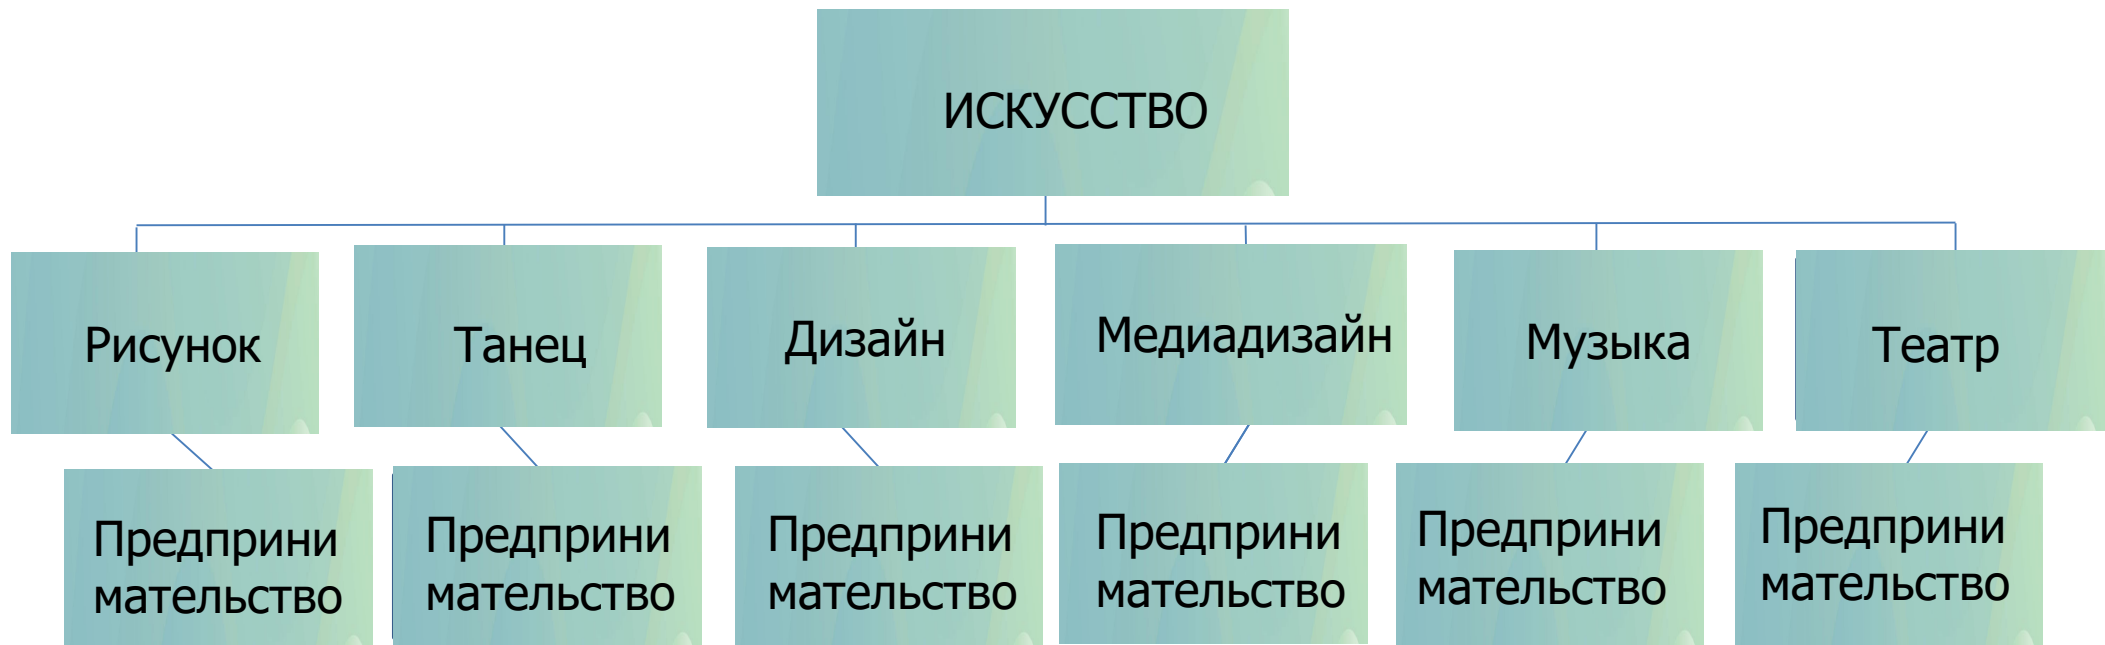 ИСКУССТВО
Рисунок
Танец
Дизайн
Медиадизайн
Музыка
Театр
Предприни
мательство
Предприни
мательство
Предприни
мательство
Предприни
мательство
Предприни
мательство
Предприни
мательство